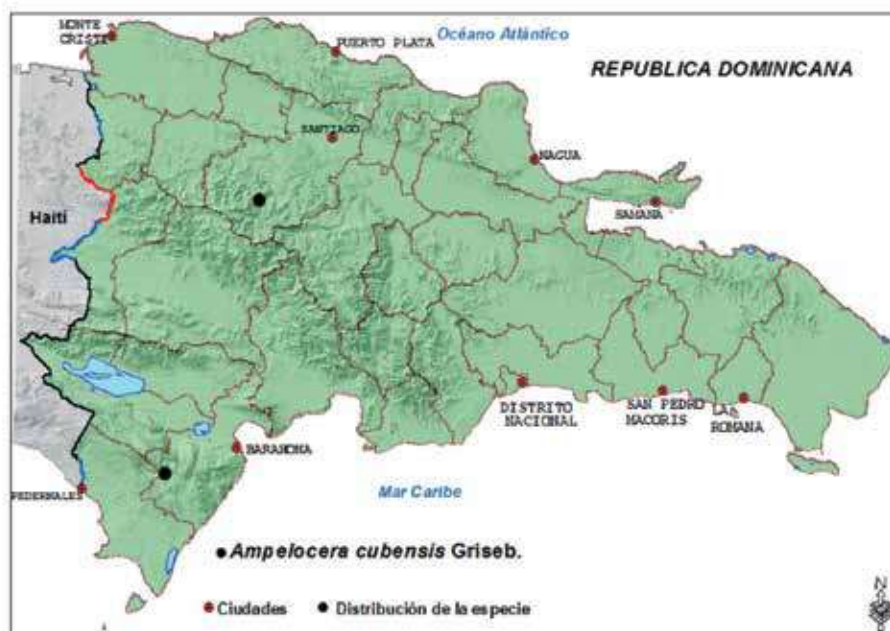 MONTE
CRISTI
PUERTO PLATA
Océano Atlántico
REPUBLICA DOMINICANA
SANTIAGO
NAGUA
SAMANA
Haití
DISTRITO
NACIONAL
SAN PEDRO
MACORIS
LA
ROMANA
BARAHONA
PEDERNALES
Mar Caribe
Ampelocera cubensis Griseb.
Ciudades
Distribución de la especie
N